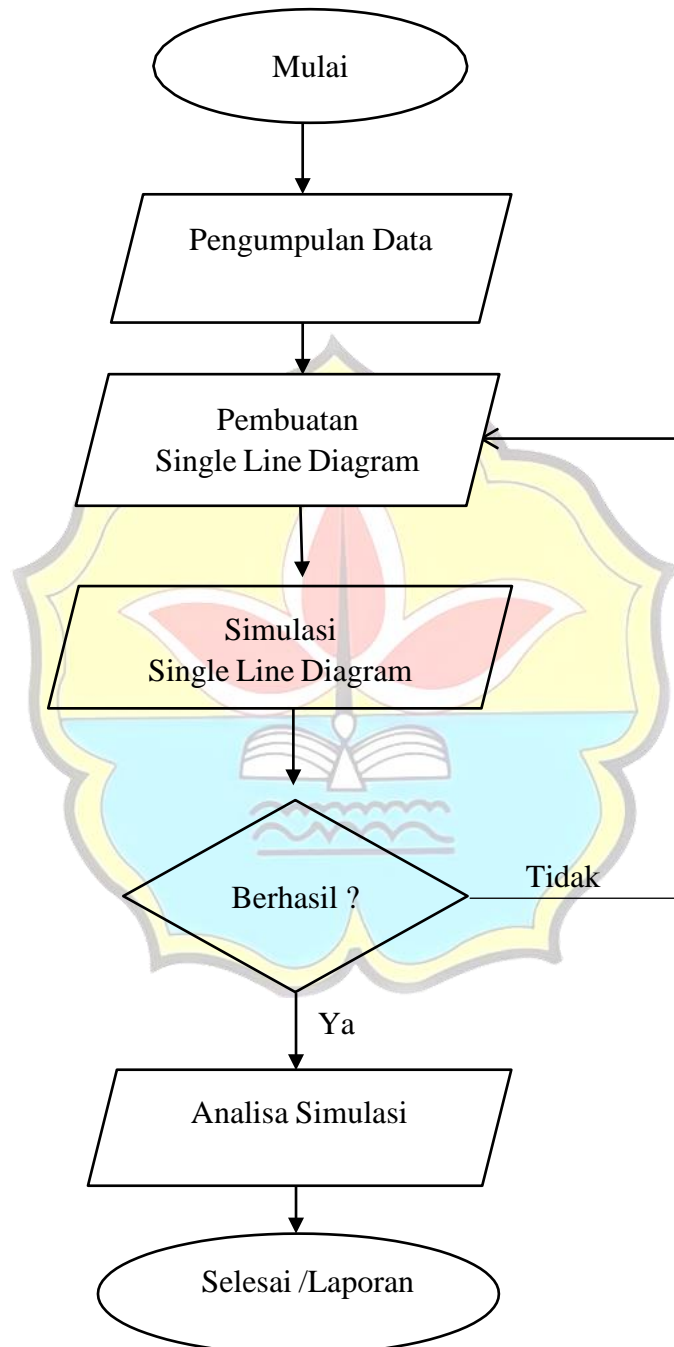 Mulai
Pengumpulan Data
Pembuatan
Single Line Diagram
Simulasi
Single Line Diagram
Berhasil ?
Tidak
Ya
Analisa Simulasi
Selesai /Laporan